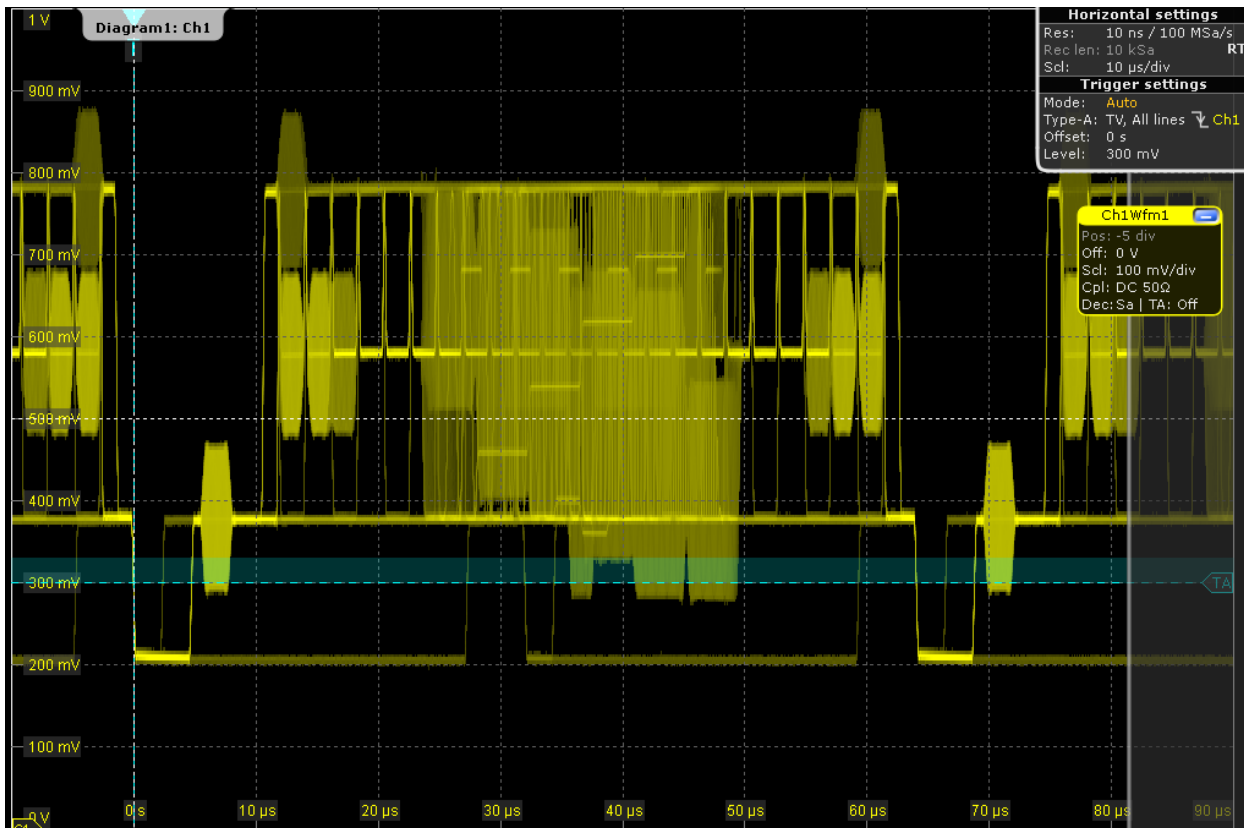 1 V
Diagram1: Ch1
900 mV
800 mV
700 mV
600 mV
500 mV
400 mV
300 mV
200 mV
100 mV
0 V
C1
0 s
10 µs
20 µs
30 µs
40 µs
50 µs
60 µs
70 µs
80 µs
90 µs
TA
Horizontal settings
Res: 10 ns / 100 MSa/s
Rec len: 10 kSa RT
Scl: 10 µs/div
Trigger settings
Mode: Auto
Type-A: TV, All lines Ch1
Offset: 0 s
Level: 300 mV
Ch1Wfm1
Pos: -5 div
Off: 0 V
Scl: 100 mV/div
Cpl: DC 50Ω
Dec:Sa | TA: Off